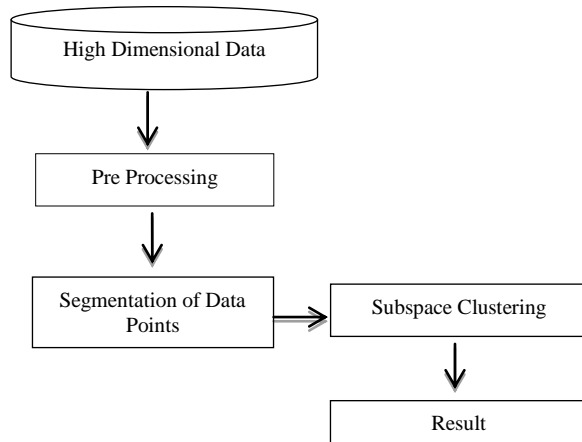 High Dimensional Data
Pre Processing
Segmentation of Data
Points
Subspace Clustering
Result